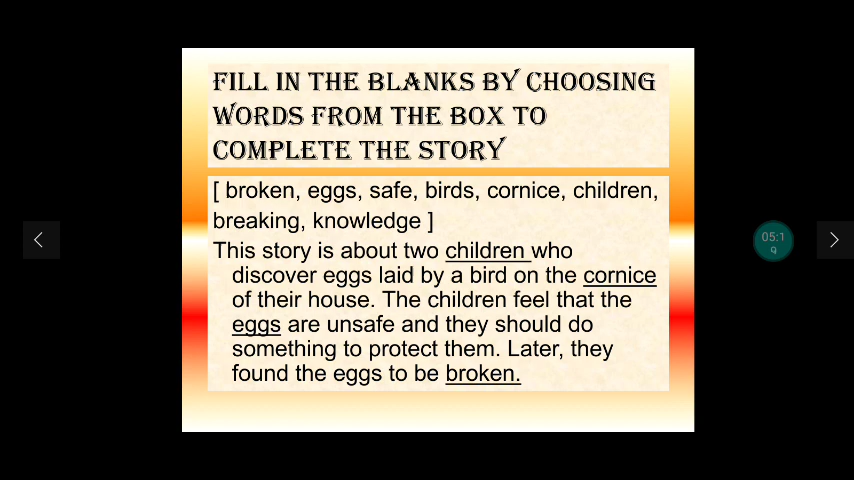 FILL IN THE BLANKS BY CHOOSING
WORDS FROM THE BOX TO
COMPLETE THE STORY
[ broken, eggs, safe, birds, cornice, children,
breaking, knowledge ]
This story is about two children who
discover eggs laid by a bird on the cornice
of their house. The children feel that the
eggs are unsafe and they should do
something to protect them. Later, they
found the eggs to be broken.
05:1
9